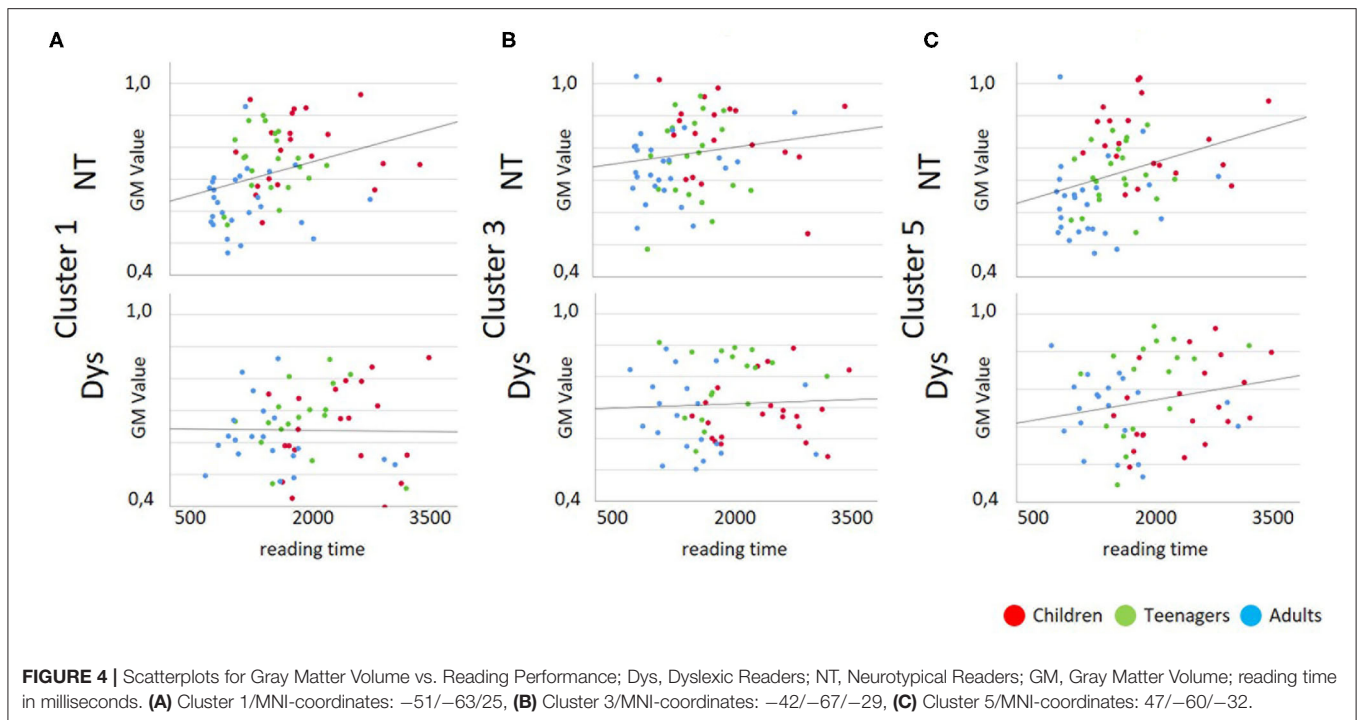 A
B
C
Cluster 1
NT
GM Value
1,0
0,4
Dys
GM Value
1,0
0,4
500 2000 3500
reading time
Cluster 3
NT
GM Value
1,0
0,4
Dys
GM Value
1,0
0,4
500 2000 3500
reading time
Cluster 5
NT
GM Value
1,0
0,4
Dys
GM Value
1,0
0,4
500 2000 3500
reading time
Children Teenagers Adults
FIGURE 4 | Scatterplots for Gray Matter Volume vs. Reading Performance; Dys, Dyslexic Readers; NT, Neurotypical Readers; GM, Gray Matter Volume; reading time
in milliseconds. (A) Cluster 1/MNI-coordinates: −51/−63/25, (B) Cluster 3/MNI-coordinates: −42/−67/−29, (C) Cluster 5/MNI-coordinates: 47/−60/−32.